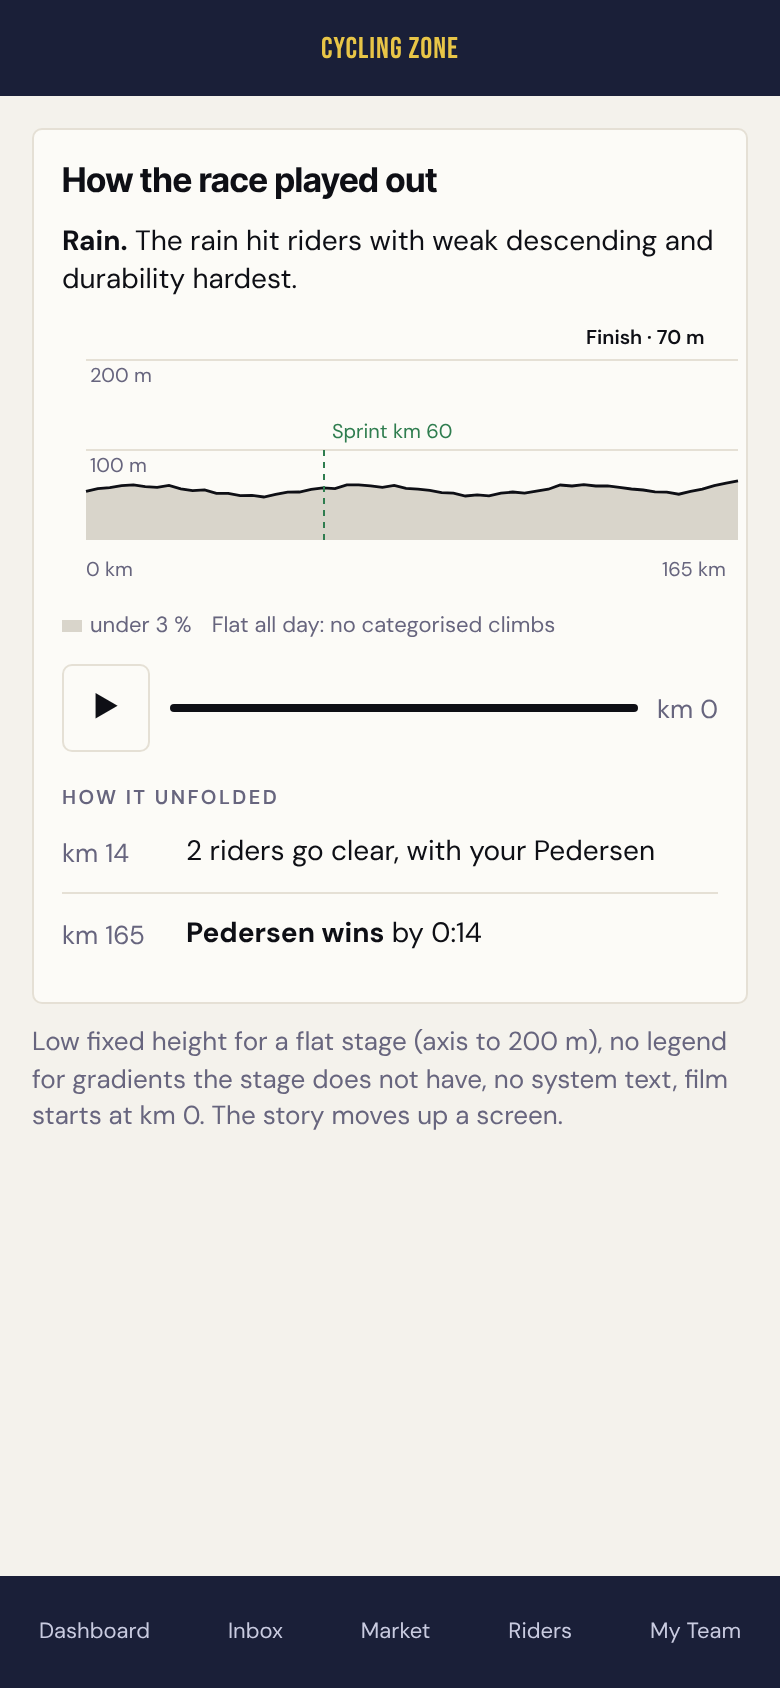 CYCLING ZONE
How the race played out
Rain. The rain hit riders with weak descending and
durability hardest.
Finish · 70 m
200 m
Sprint km 60
100 m
0 km
165 km
under 3 %
Flat all day: no categorised climbs
km 0
HOW IT UNFOLDED
km 14
2 riders go clear, with your Pedersen
km 165
Pedersen wins by 0:14
Low fixed height for a flat stage (axis to 200 m), no legend
for gradients the stage does not have, no system text, film
starts at km 0. The story moves up a screen.
Dashboard
Inbox
Market
Riders
My Team